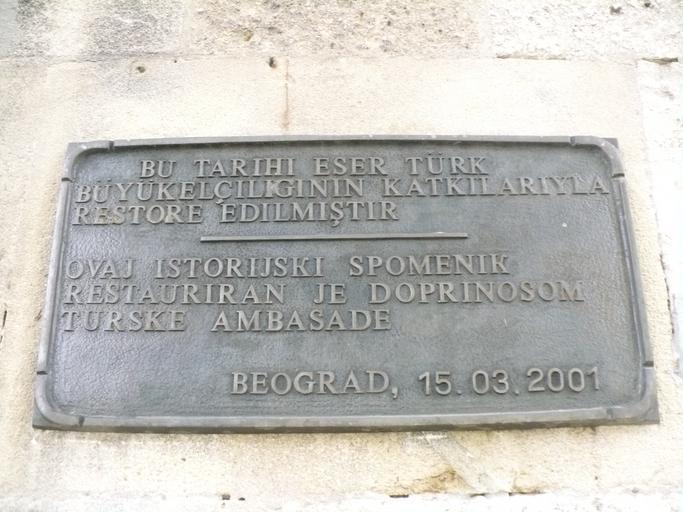 BU TARIHI ESER TÜRK
BÜYÜKELÇILIĞININ KATKILARIYLA
RESTORE EDILMIŞTIR
OVAJ ISTORIJSKI SPOMENIK
RESTAURIRAN JE DOPRINOSOM
TURSKE AMBASADE
BEOGRAD, 15.03.2001